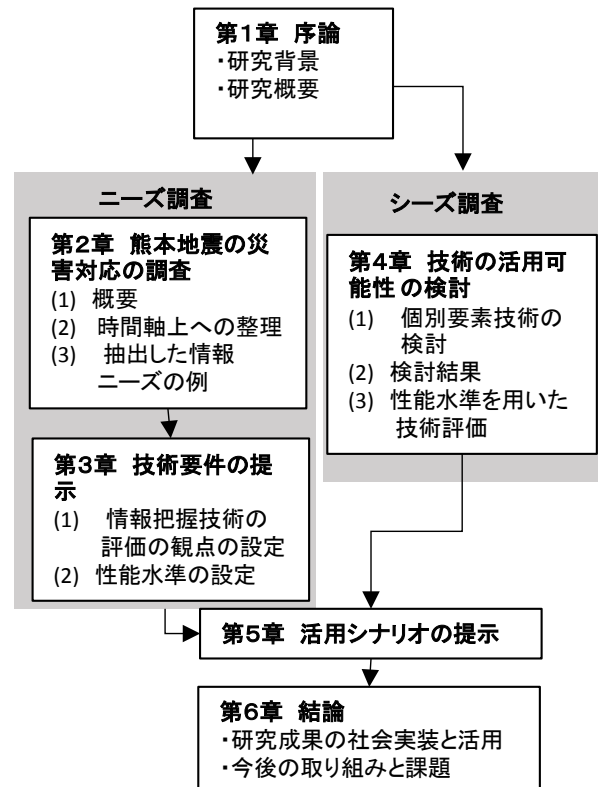 第1章 序論
・研究背景
・研究概要
ニーズ調査
第2章 熊本地震の災
害対応の調査
(1) 概要
(2) 時間軸上への整理
(3) 抽出した情報
ニーズの例
第3章 技術要件の提
示
(1) 情報把握技術の
評価の観点の設定
(2) 性能水準の設定
シーズ調査
第4章 技術の活用可
能性の検討
(1) 個別要素技術の
検討
(2) 検討結果
(3) 性能水準を用いた
技術評価
第5章 活用シナリオの提示
第6章 結論
・研究成果の社会実装と活用
・今後の取り組みと課題